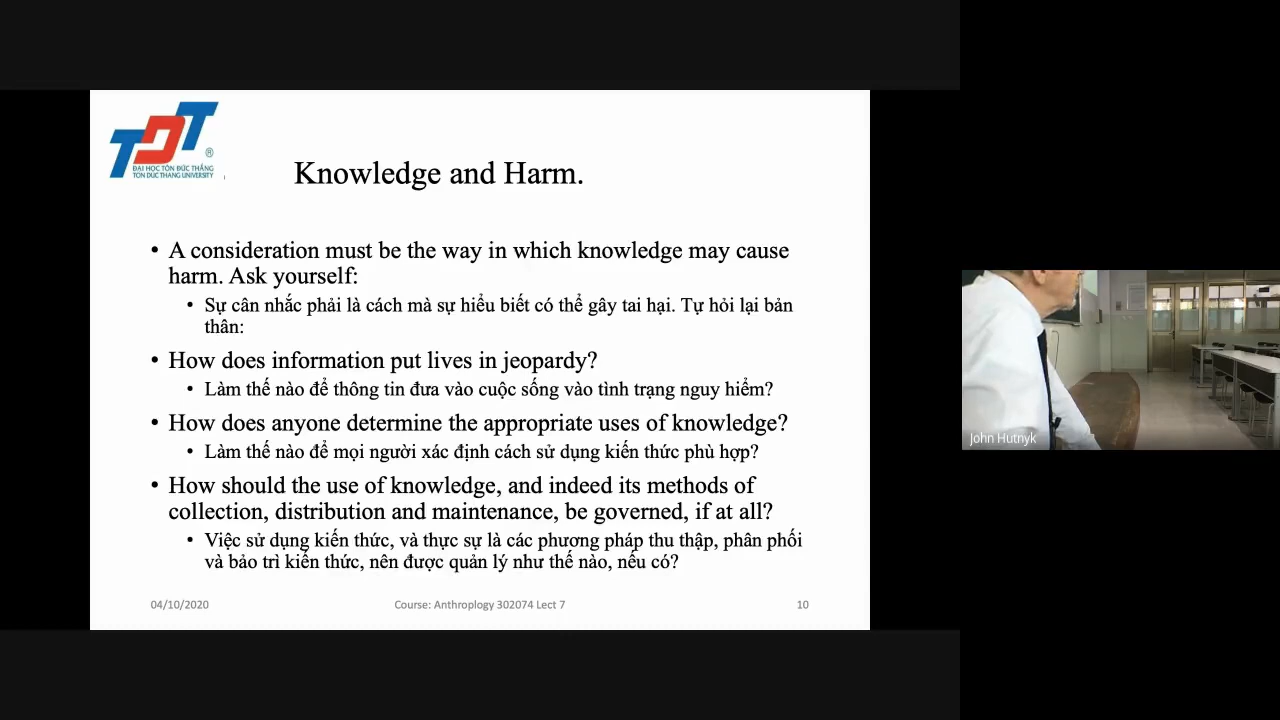 TDT
®
ĐẠI HỌC TÔN ĐỨC THẮNG
TON DUC THANG UNIVERSITY
Knowledge and Harm.
• A consideration must be the way in which knowledge may cause
harm. Ask yourself:
• Sự cân nhắc phải là cách mà sự hiểu biết có thể gây tai hại. Tự hỏi lại bản
thân:
• How does information put lives in jeopardy?
• Làm thế nào để thông tin đưa vào cuộc sống vào tình trạng nguy hiểm?
• How does anyone determine the appropriate uses of knowledge?
• Làm thế nào để mọi người xác định cách sử dụng kiến thức phù hợp?
• How should the use of knowledge, and indeed its methods of
collection, distribution and maintenance, be governed, if at all?
• Việc sử dụng kiến thức, và thực sự là các phương pháp thu thập, phân phối
và bảo trì kiến thức, nên được quản lý như thế nào, nếu có?
04/10/2020
Course: Anthroplogy 302074 Lect 7
10
John Hutnyk